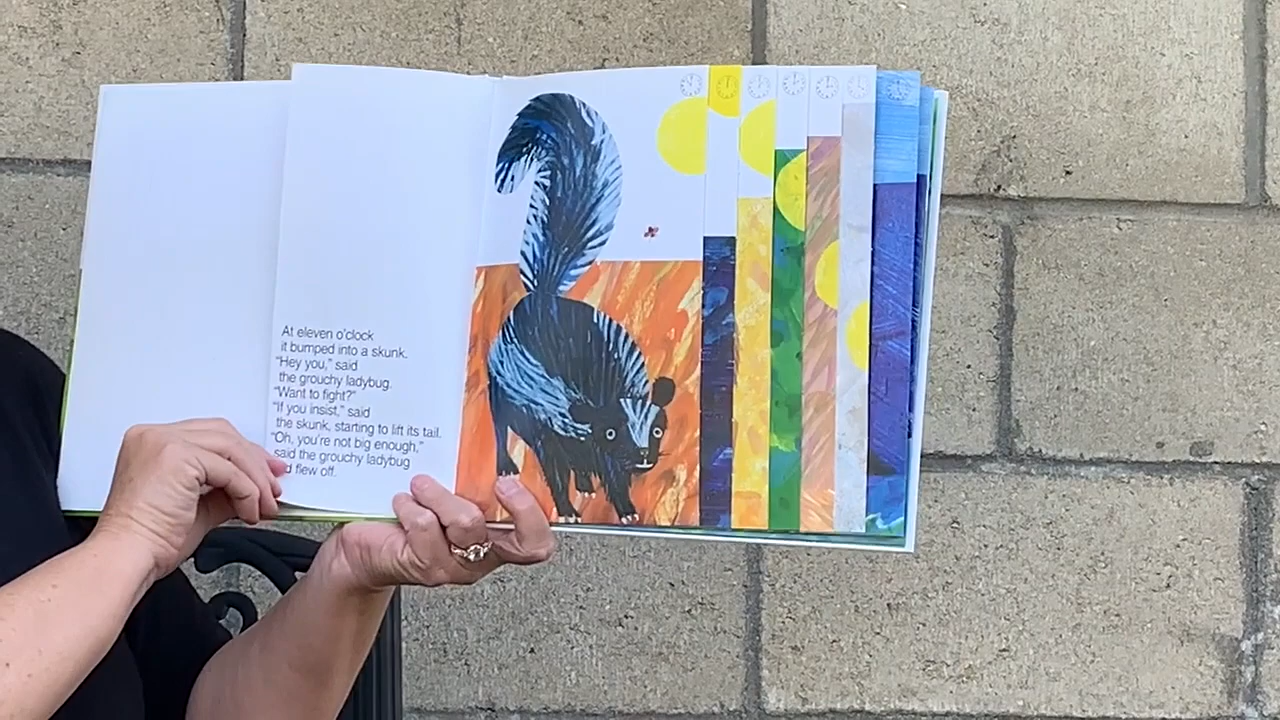 At eleven o'clock
it bumped into a skunk.
"Hey you," said
the grouchy ladybug.
"Want to fight?"
"If you insist," said
the skunk, starting to lift its tail.
"Oh, you're not big enough,"
said the grouchy ladybug
flew off.